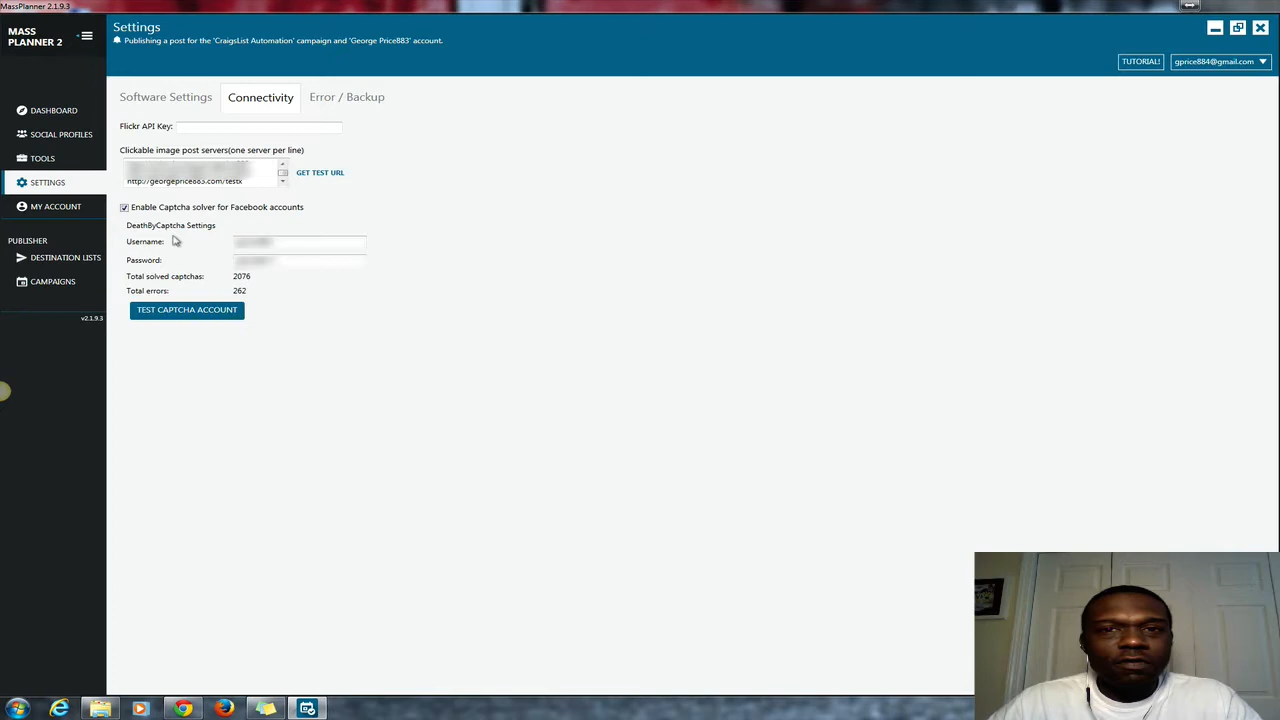 MassPlanner 2.1.9.3
MASS
PLANNER 2
Settings
Publishing a post for the 'CraigsList Automation' campaign and 'George Price883' account.
TUTORIAL!
gprice884@gmail.com
DASHBOARD
SOCIAL PROFILES
TOOLS
SETTINGS
MY ACCOUNT
PUBLISHER
DESTINATION LISTS
CAMPAIGNS
v2.1.9.3
Software Settings
Connectivity
Error / Backup
Flickr API Key:
Clickable image post servers(one server per line)
http://georgeprice883.com/testx
GET TEST URL
Enable Captcha solver for Facebook accounts
DeathByCaptcha Settings
Username:
Password:
Total solved captchas: 2076
Total errors: 262
TEST CAPTCHA ACCOUNT